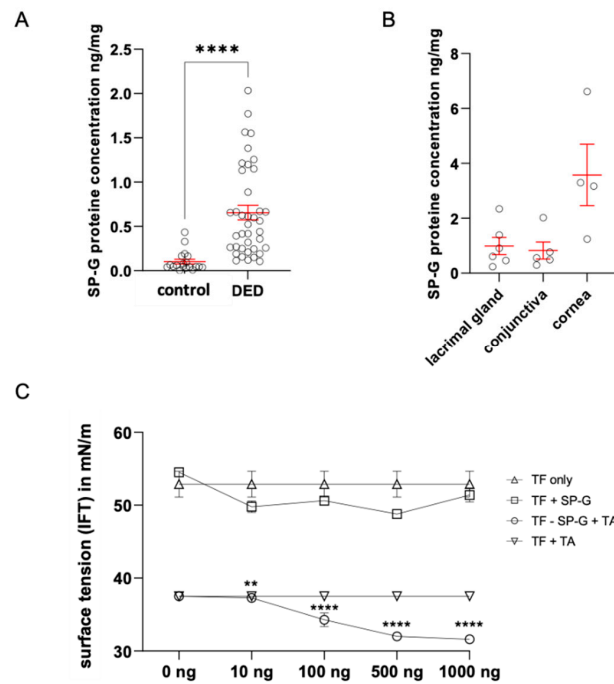 A
SP-G proteine concentration ng/mg
2.5
2.0
1.5
1.0
0.5
0.0
****
control
DED
B
SP-G proteine concentration ng/mg
8
6
4
2
0
lacrimal gland
conjunctiva
cornea
C
surface tension (IFT) in mN/m
60
50
40
30
**
****
****
****
0 ng
10 ng
100 ng
500 ng
1000 ng
TF only
TF + SP-G
TF - SP-G + TA
TF + TA